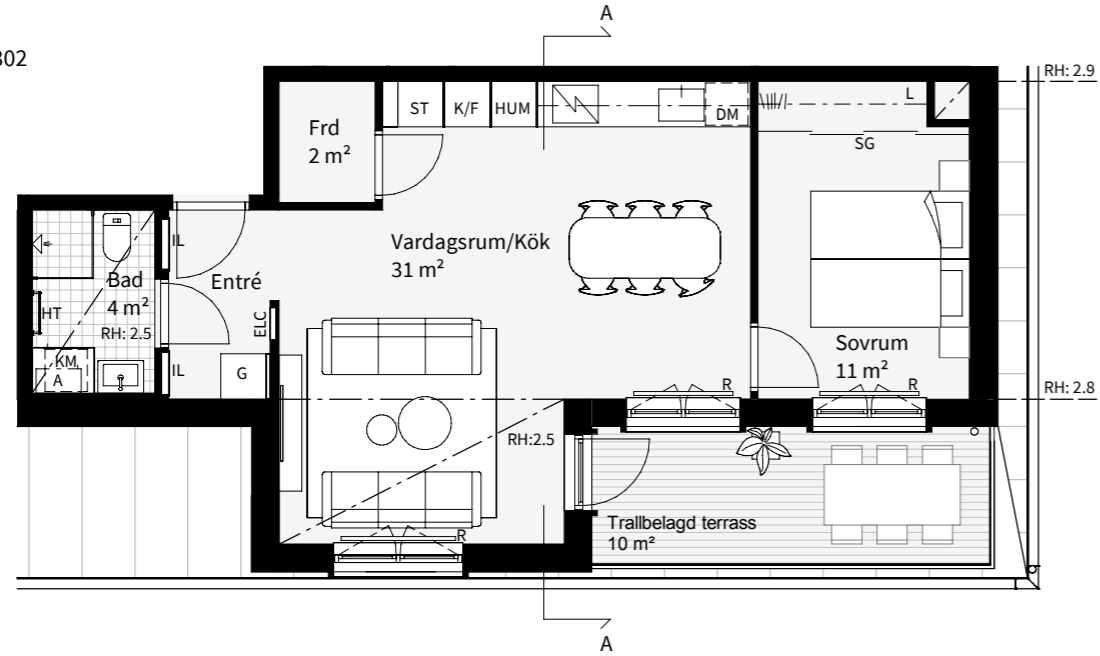 A
302
RH: 2.9
ST K/F HUM DM L
Frd
2 m²
SG
Vardagsrum/Kök
31 m²
IL
Bad
4 m²
Entré
HT
RH: 2.5
ELC
KM
A
IL
G
Sovrum
11 m²
R
R
RH: 2.8
RH:2.5
Trallbelagd terrass
10 m²
R
A